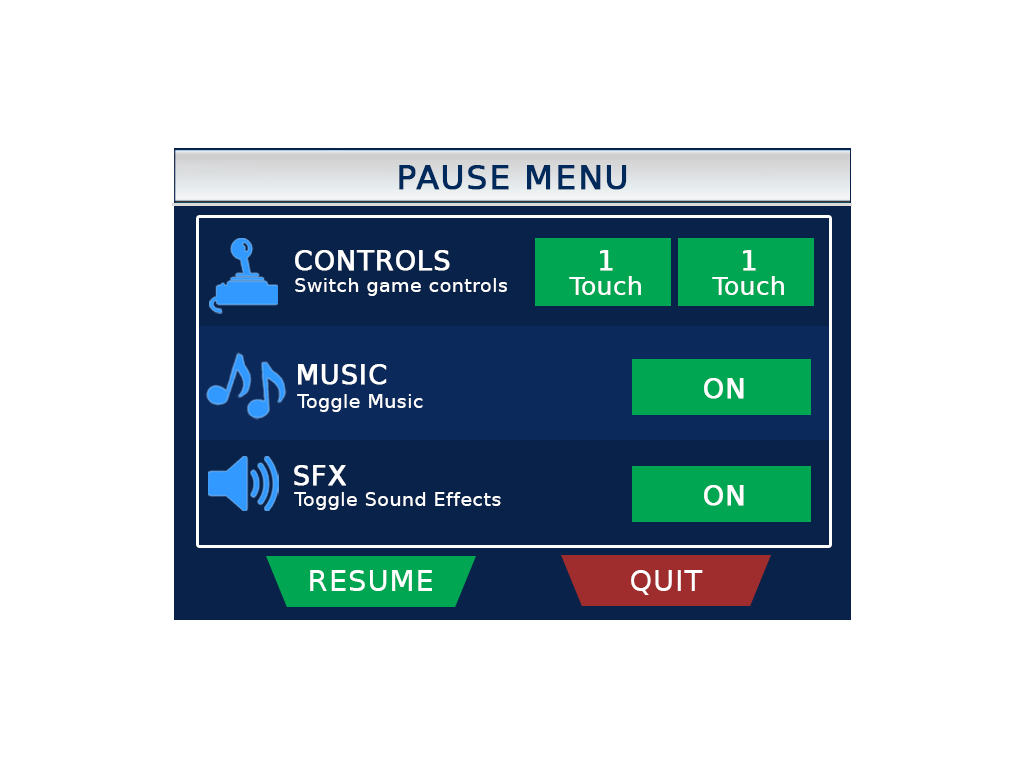 PAUSE MENU
CONTROLS
Switch game controls
1
Touch
1
Touch
MUSIC
Toggle Music
ON
SFX
Toggle Sound Effects
ON
RESUME
QUIT